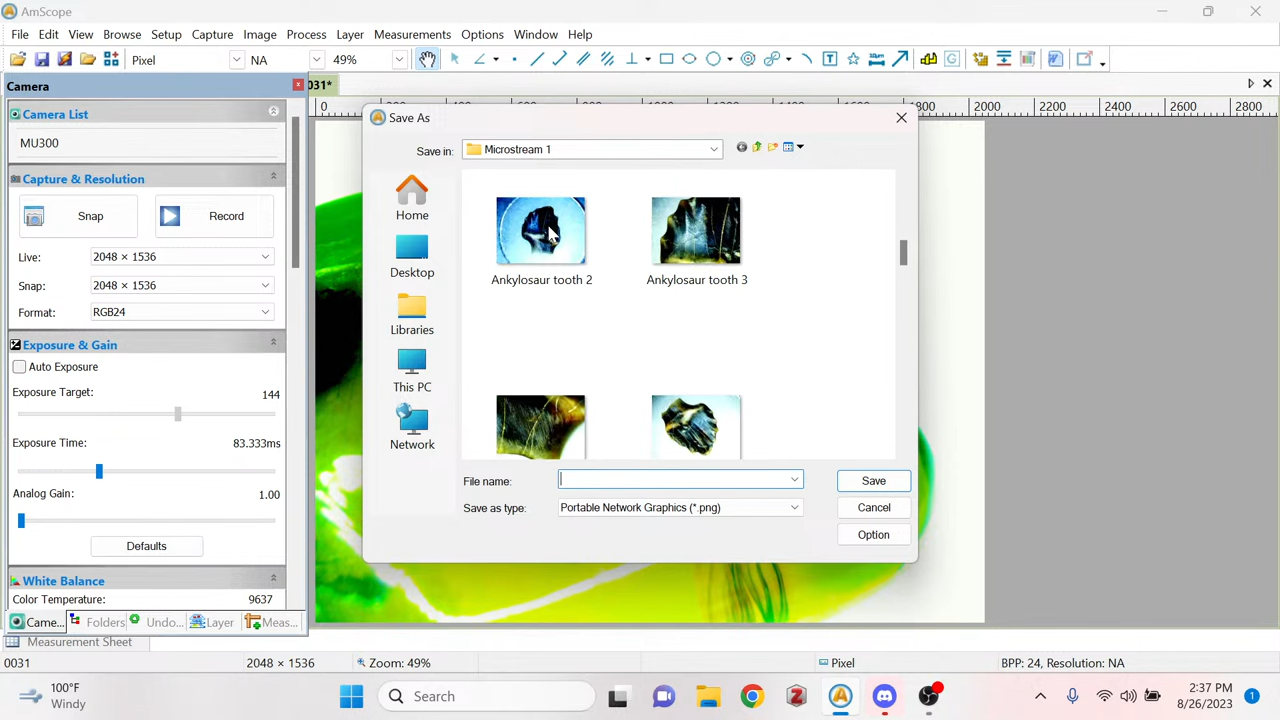 AmScope
File Edit View Browse Setup Capture Image Process Layer Measurements Options Window Help
Pixel NA 49%
Camera
031*
Camera List
MU300
Capture & Resolution
Snap Record
Live: 2048 × 1536
Snap: 2048 × 1536
Format: RGB24
Exposure & Gain
Auto Exposure
Exposure Target: 144
Exposure Time: 83.333ms
Analog Gain: 1.00
Defaults
White Balance
Color Temperature: 9637
Came... Folders Undo... Layer Meas...
Measurement Sheet
0 2000 2200 2400 2600 2800
Save As
Save in: Microstream 1
Home
Desktop
Libraries
This PC
Network
Ankylosaur tooth 2 Ankylosaur tooth 3
File name: Save
Save as type: Portable Network Graphics (*.png) Cancel
Option
0031 2048 × 1536 Zoom: 49% Pixel BPP: 24, Resolution: NA
100°F
Windy
Search
2:37 PM
8/26/2023
1